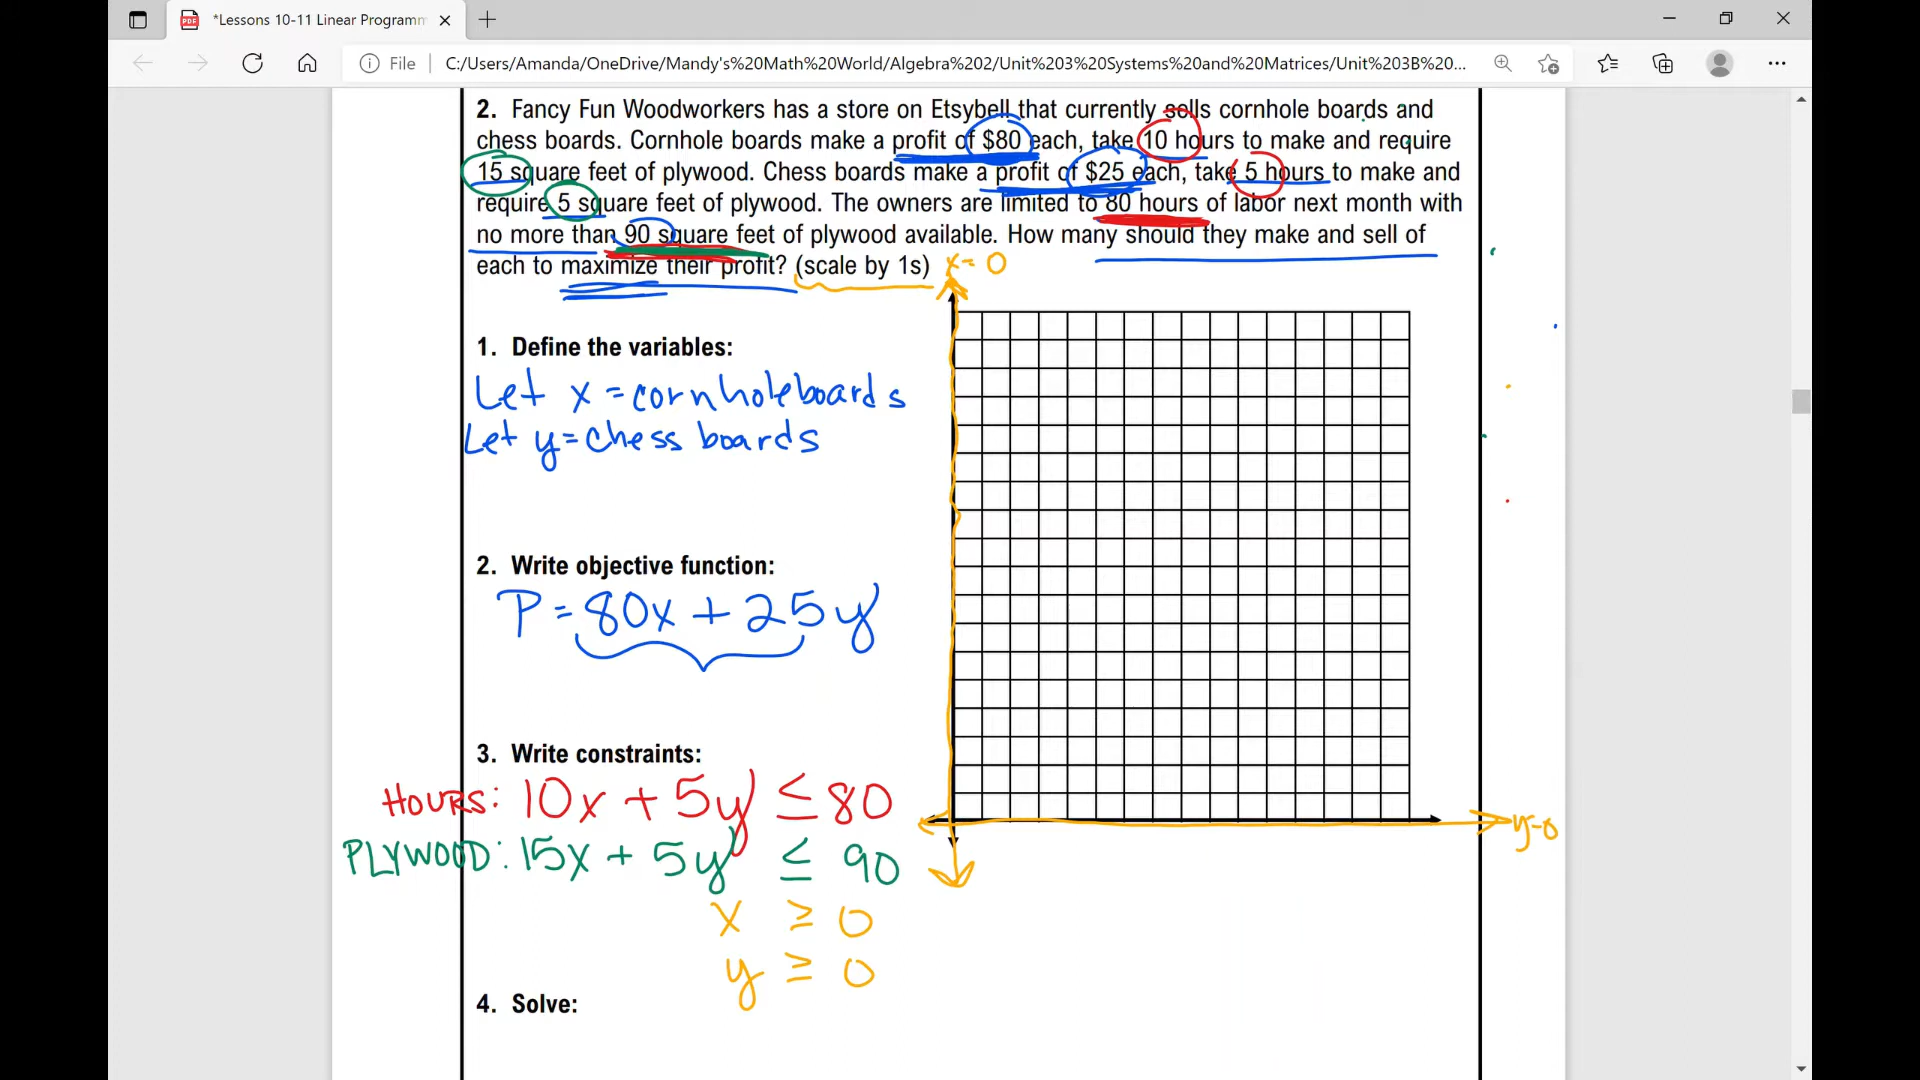 *Lessons 10-11 Linear Programm
File C:/Users/Amanda/OneDrive/Mandy's%20Math%20World/Algebra%202/Unit%203%20Systems%20and%20Matrices/Unit%203B%20...
2. Fancy Fun Woodworkers has a store on Etsybell that currently sells cornhole boards and
chess boards. Cornhole boards make a profit of $80 each, take 10 hours to make and require
15 square feet of plywood. Chess boards make a profit of $25 each, take 5 hours to make and
require 5 square feet of plywood. The owners are limited to 80 hours of labor next month with
no more than 90 square feet of plywood available. How many should they make and sell of
each to maximize their profit? (scale by 1s) x = 0
1. Define the variables:
Let x = cornholeboards
Let y = chess boards
2. Write objective function:
P = 80x + 25y
3. Write constraints:
HOURS: 10x + 5y ≤ 80
y=0
PLYWOOD: 15x + 5y ≤ 90
x ≥ 0
y ≥ 0
4. Solve: